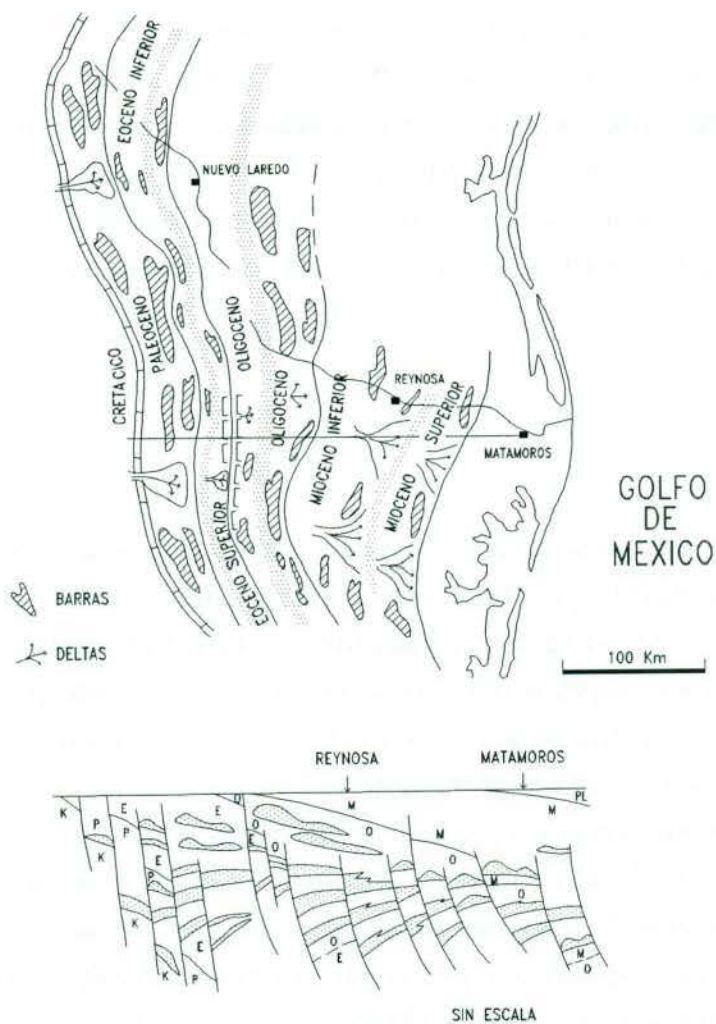 EOCENO INFERIOR
NUEVO LAREDO
CRETACICO
PALEOCENO
OLIGOCENO
OLIGOCENO
EOCENO SUPERIOR
MIOCENO INFERIOR
REYNOSA
MIOCENO SUPERIOR
MATAMOROS
GOLFO
DE
MEXICO
BARRAS
DELTAS
100 Km
REYNOSA
MATAMOROS
K P E O M PL
K P E O M M
K P E O O
E
P
K E O E M O
K P M O
SIN ESCALA